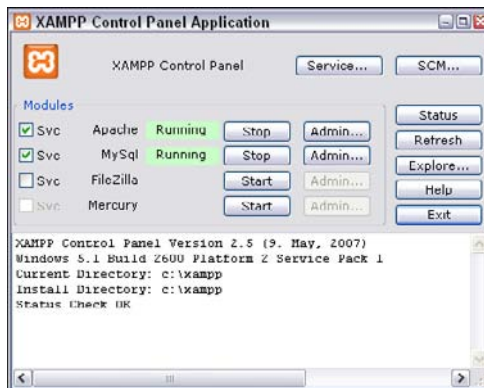 XAMPP Control Panel Application
XAMPP Control Panel
Service...
SCM...
Modules
Svc Apache Running Stop Admin...
Svc MySql Running Stop Admin...
Svc FileZilla Start Admin...
Svc Mercury Start Admin...
Status
Refresh
Explore...
Help
Exit
XAMPP Control Panel Version 2.5 (9. May, 2007)
Windows 5.1 Build 2600 Platform 2 Service Pack 1
Current Directory: c:\xampp
Install Directory: c:\xampp
Status Check OK